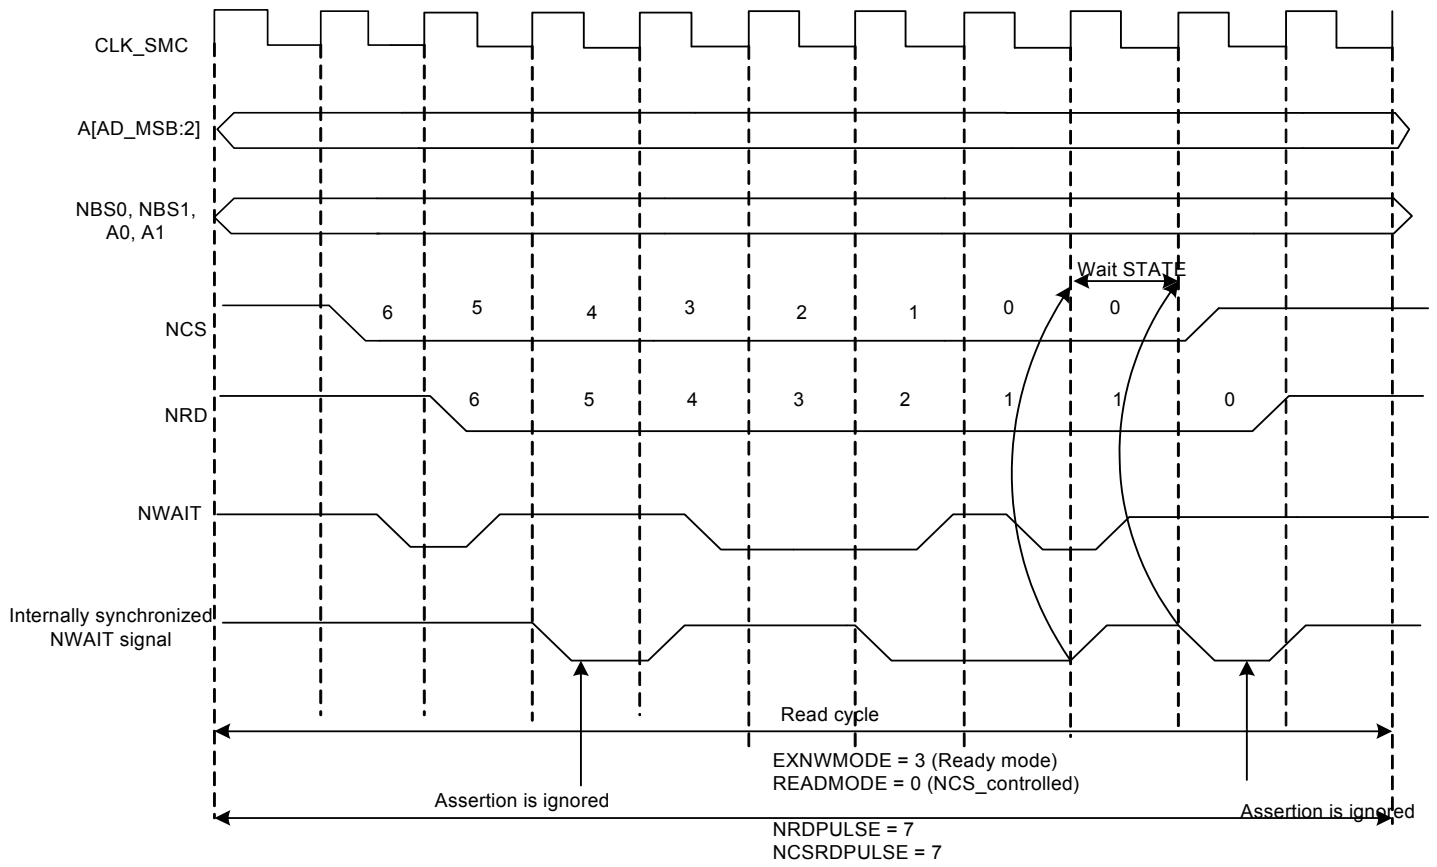 CLK_SMC
A[AD_MSB:2]
NBS0, NBS1,
A0, A1
Wait STATE
NCS
6 5 4 3 2 1 0 0
NRD
6 5 4 3 2 1 1 0
NWAIT
Internally synchronized
NWAIT signal
Read cycle
EXNWMODE = 3 (Ready mode)
READMODE = 0 (NCS_controlled)
Assertion is ignored
Assertion is ignored
NRDPULSE = 7
NCSRDPULSE = 7